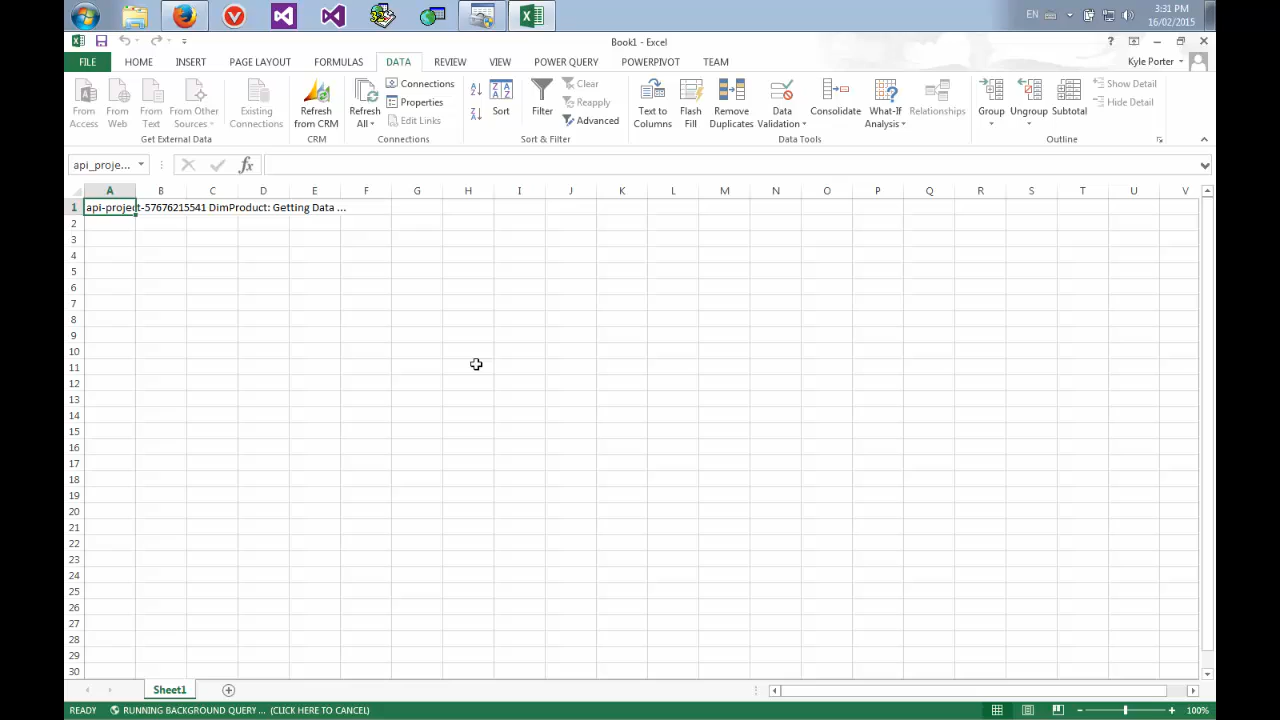 EN
3:31 PM
16/02/2015
Book1 - Excel
?
FILE HOME INSERT PAGE LAYOUT FORMULAS DATA REVIEW VIEW POWER QUERY POWERPIVOT TEAM
Kyle Porter
From Access
From Web
From Text
From Other Sources
Existing Connections
Get External Data
Refresh from CRM
CRM
Refresh All
Connections
Properties
Edit Links
Connections
Sort
Filter
Clear
Reapply
Advanced
Sort & Filter
Text to Columns
Flash Fill
Remove Duplicates
Data Validation
Consolidate
What-If Analysis
Relationships
Data Tools
Group
Ungroup
Subtotal
Show Detail
Hide Detail
Outline
api_proje...
fx
A B C D E F G H I J K L M N O P Q R S T U V
1 api-project-57676215541 DimProduct: Getting Data ...
2
3
4
5
6
7
8
9
10
11
12
13
14
15
16
17
18
19
20
21
22
23
24
25
26
27
28
29
30
Sheet1
READY RUNNING BACKGROUND QUERY ... (CLICK HERE TO CANCEL)
100%